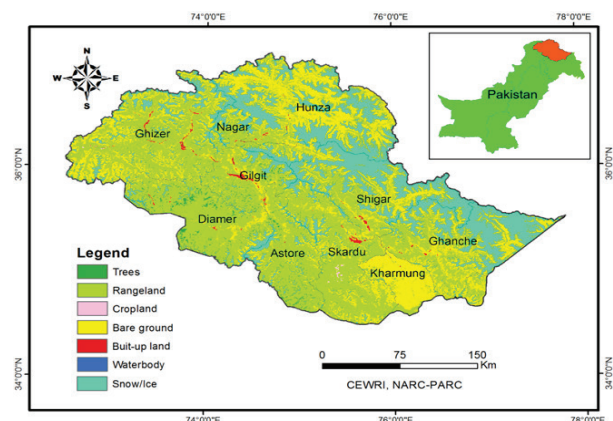 74°0'0"E
76°0'0"E
78°0'0"E
N
W E
S
Pakistan
Hunza
Ghizer
Nagar
36°0'0"N
36°0'0"N
Gilgit
Shigar
Diamer
Ghanche
Astore
Skardu
Kharmung
Legend
Trees
Rangeland
Cropland
Bare ground
Buit-up land
Waterbody
Snow/Ice
0 75 150
Km
CEWRI, NARC-PARC
34°0'0"N
34°0'0"N
74°0'0"E
76°0'0"E
78°0'0"E